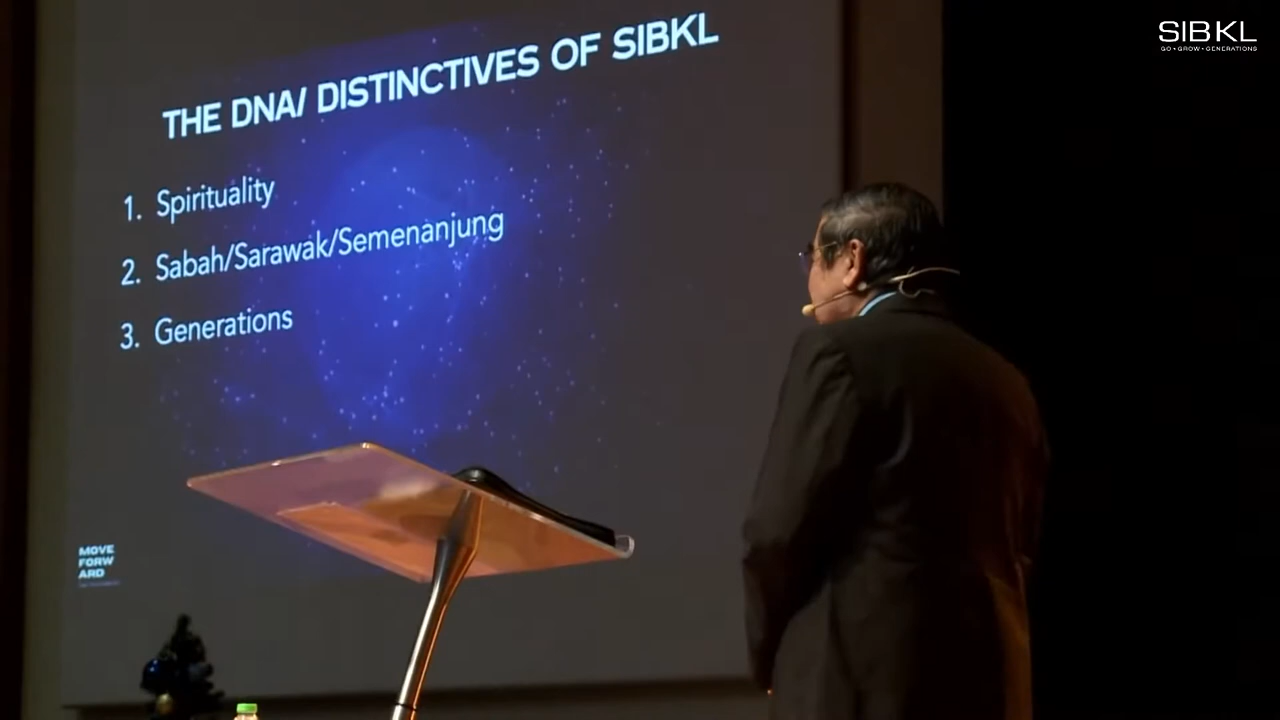 SIBKL
GO • GROW • GENERATIONS
THE DNA/ DISTINCTIVES OF SIBKL
1. Spirituality
2. Sabah/Sarawak/Semenanjung
3. Generations
MOVE
FORW
ARD